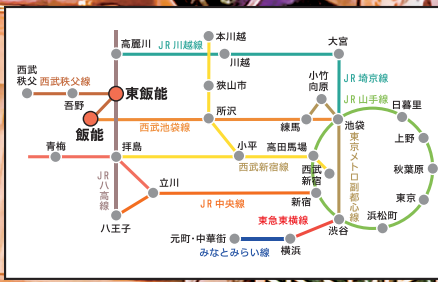 本川越
高麗川
JR川越線
大宮
川越
西武
秩父
西武秩父線
狭山市
小竹
向原
JR埼京線
東飯能
JR山手線
吾野
日暮里
所沢
飯能
西武池袋線
練馬
池袋
上野
青梅
拝島
小平
高田馬場
西武新宿線
西武
新宿
東京メトロ副都心線
秋葉原
JR八高線
立川
JR中央線
新宿
東京
東急東横線
浜松町
八王子
元町・中華街
横浜
渋谷
みなとみらい線